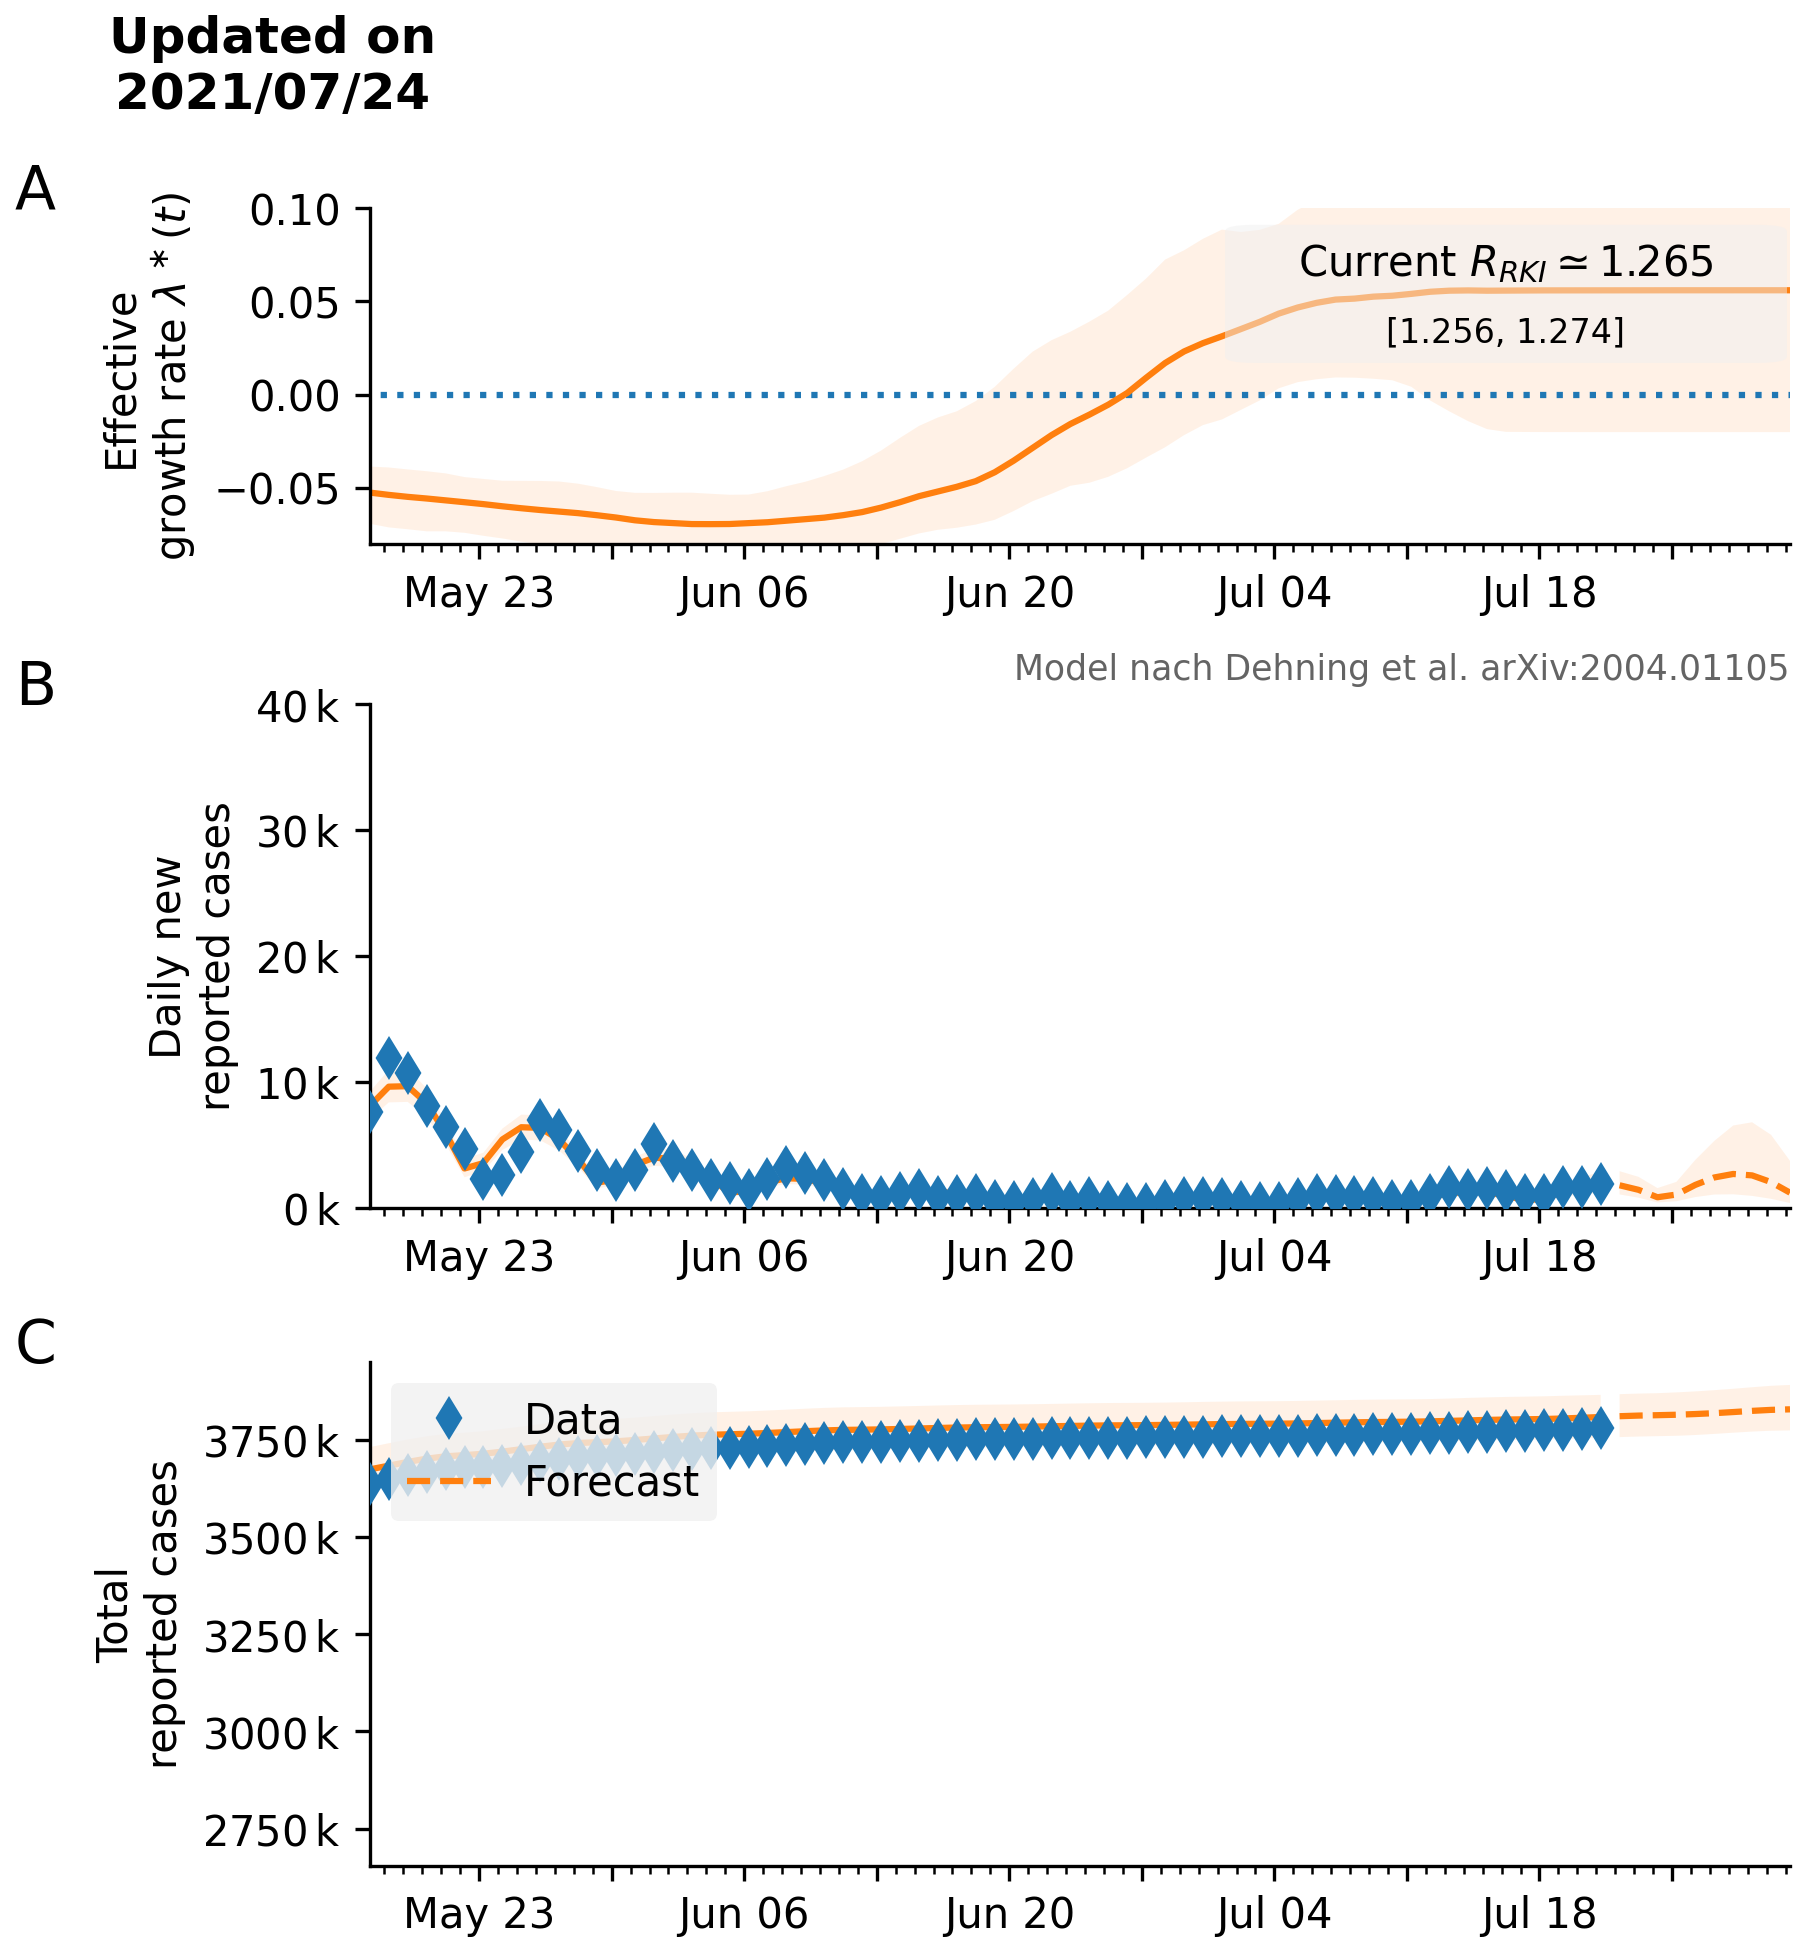 Updated on
2021/07/24
A
Effective
growth rate λ * (t)
0.10
0.05
0.00
−0.05
Current R_RKI ≃ 1.265
[1.256, 1.274]
May 23 Jun 06 Jun 20 Jul 04 Jul 18
B
Model nach Dehning et al. arXiv:2004.01105
Daily new
reported cases
40 k
30 k
20 k
10 k
0 k
May 23 Jun 06 Jun 20 Jul 04 Jul 18
C
Total
reported cases
3750 k
3500 k
3250 k
3000 k
2750 k
Data
Forecast
May 23 Jun 06 Jun 20 Jul 04 Jul 18